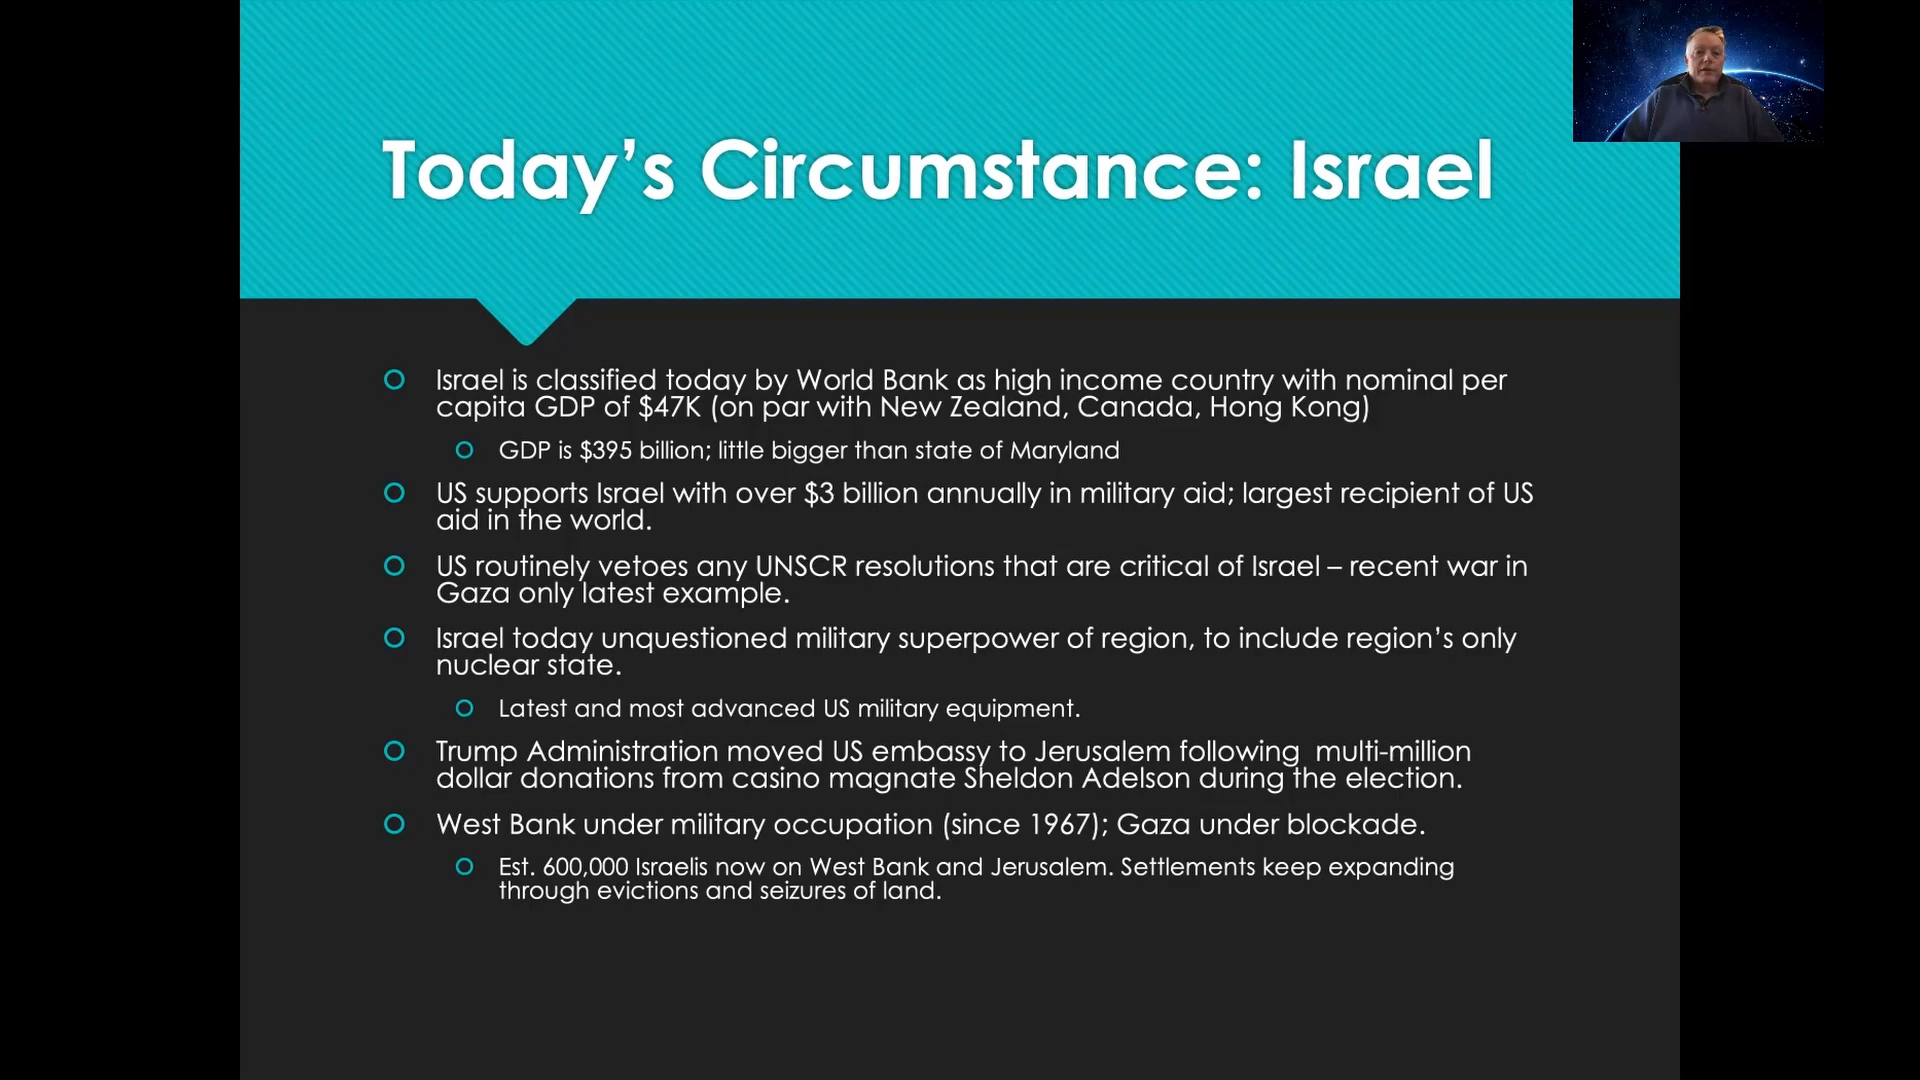 Today’s Circumstance: Israel
Israel is classified today by World Bank as high income country with nominal per
capita GDP of $47K (on par with New Zealand, Canada, Hong Kong)
GDP is $395 billion; little bigger than state of Maryland
US supports Israel with over $3 billion annually in military aid; largest recipient of US
aid in the world.
US routinely vetoes any UNSCR resolutions that are critical of Israel – recent war in
Gaza only latest example.
Israel today unquestioned military superpower of region, to include region’s only
nuclear state.
Latest and most advanced US military equipment.
Trump Administration moved US embassy to Jerusalem following  multi-million
dollar donations from casino magnate Sheldon Adelson during the election.
West Bank under military occupation (since 1967); Gaza under blockade.
Est. 600,000 Israelis now on West Bank and Jerusalem. Settlements keep expanding
through evictions and seizures of land.